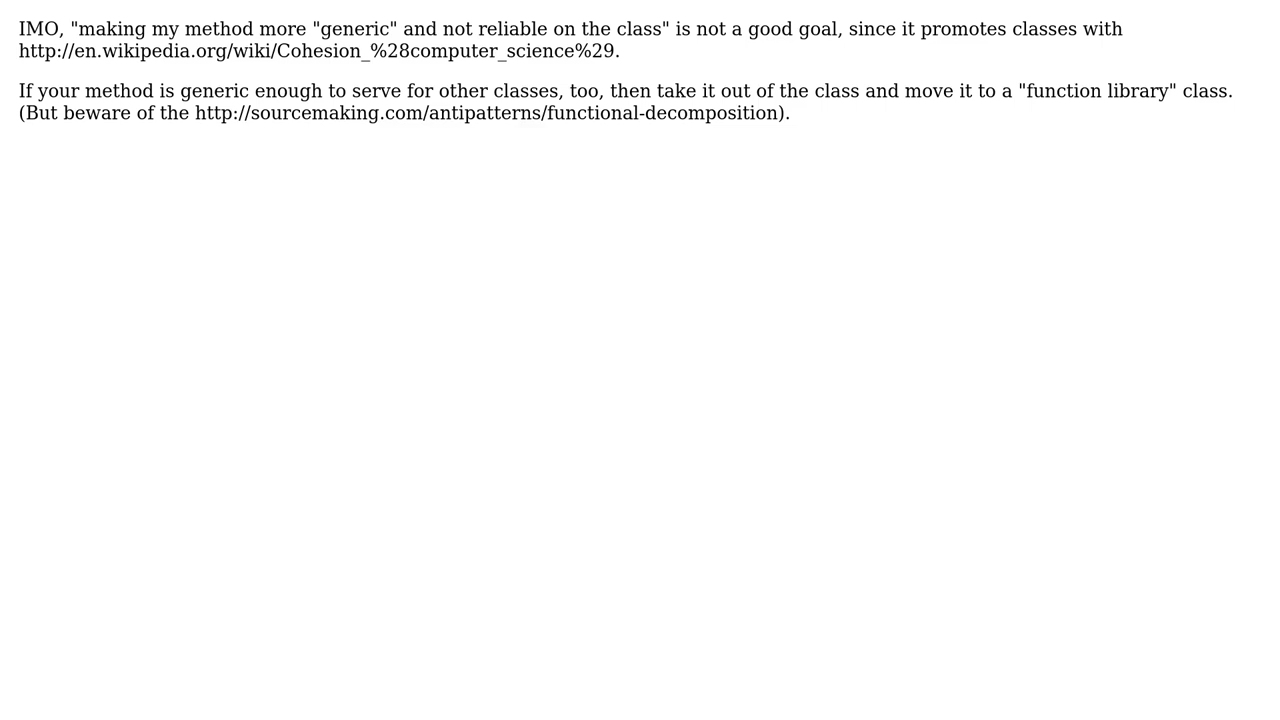 IMO, "making my method more "generic" and not reliable on the class" is not a good goal, since it promotes classes with
http://en.wikipedia.org/wiki/Cohesion_%28computer_science%29.
If your method is generic enough to serve for other classes, too, then take it out of the class and move it to a "function library" class.
(But beware of the http://sourcemaking.com/antipatterns/functional-decomposition).